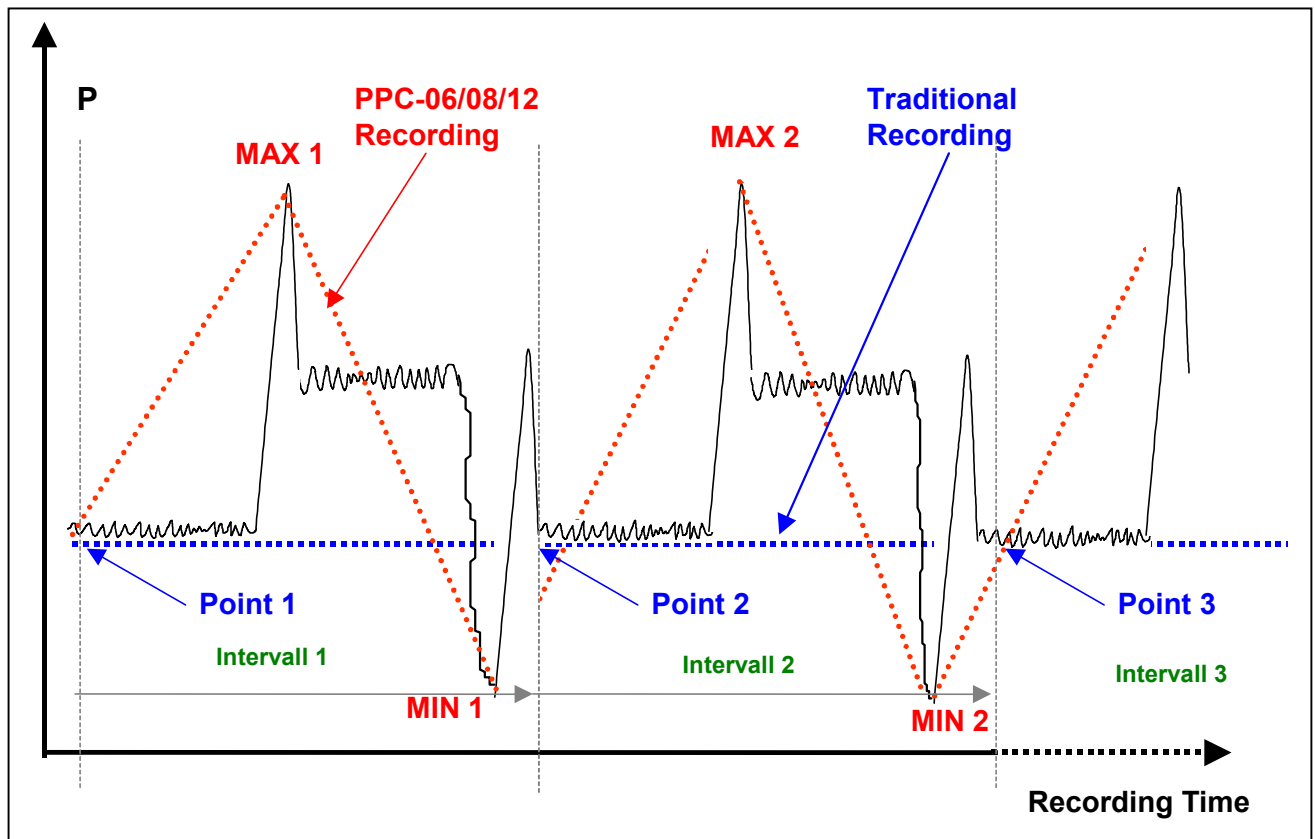 P
PPC-06/08/12
Recording
Traditional
Recording
MAX 1
MAX 2
Point 1
Point 2
Point 3
Intervall 1
Intervall 2
Intervall 3
MIN 1
MIN 2
Recording Time